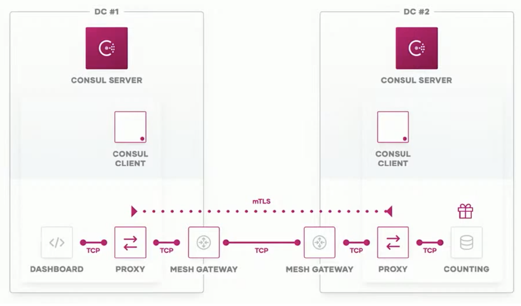 DC #1
DC #2
CONSUL SERVER
CONSUL SERVER
CONSUL
CLIENT
CONSUL
CLIENT
mTLS
TCP
TCP
TCP
TCP
TCP
DASHBOARD
PROXY
MESH GATEWAY
MESH GATEWAY
PROXY
COUNTING